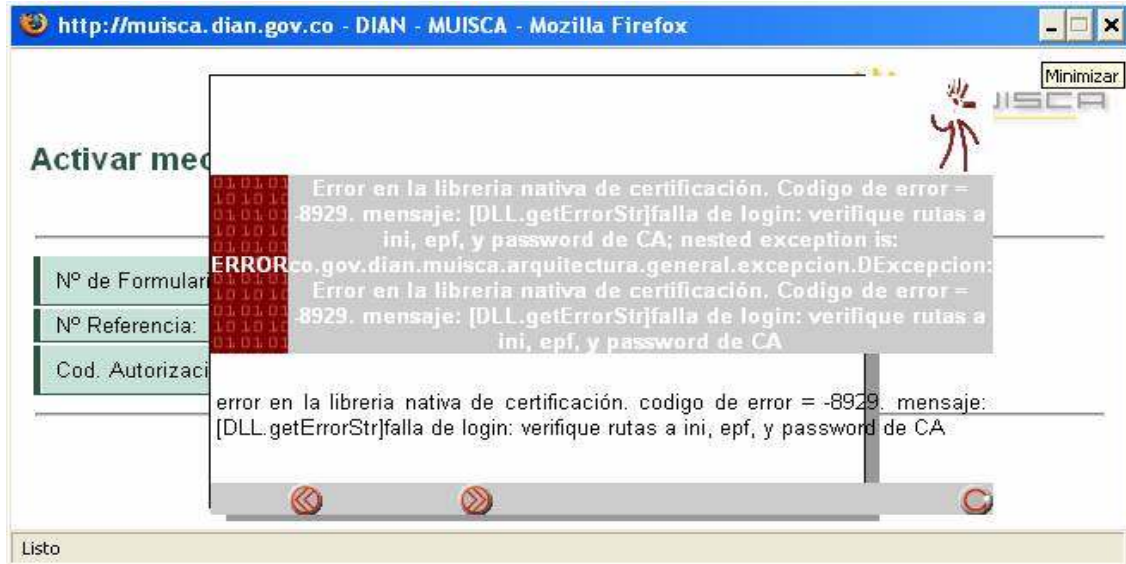 http://muisca.dian.gov.co - DIAN - MUISCA - Mozilla Firefox
Minimizar
Activar
Error en la libreria nativa de certificación. Codigo de error =
-8929. mensaje: [DLL.getErrorStr]falla de login: verifique rutas a
ini, epf, y password de CA; nested exception is:
ERROR co.gov.dian.muisca.arquitectura.general.excepcion.DExcepcion:
Error en la libreria nativa de certificación. Codigo de error =
-8929. mensaje: [DLL.getErrorStr]falla de login: verifique rutas a
ini, epf, y password de CA
Nº de Formulari
Nº Referencia:
Cod. Autorizaci
error en la libreria nativa de certificación. codigo de error = -8929. mensaje:
[DLL.getErrorStr]falla de login: verifique rutas a ini, epf, y password de CA
Listo